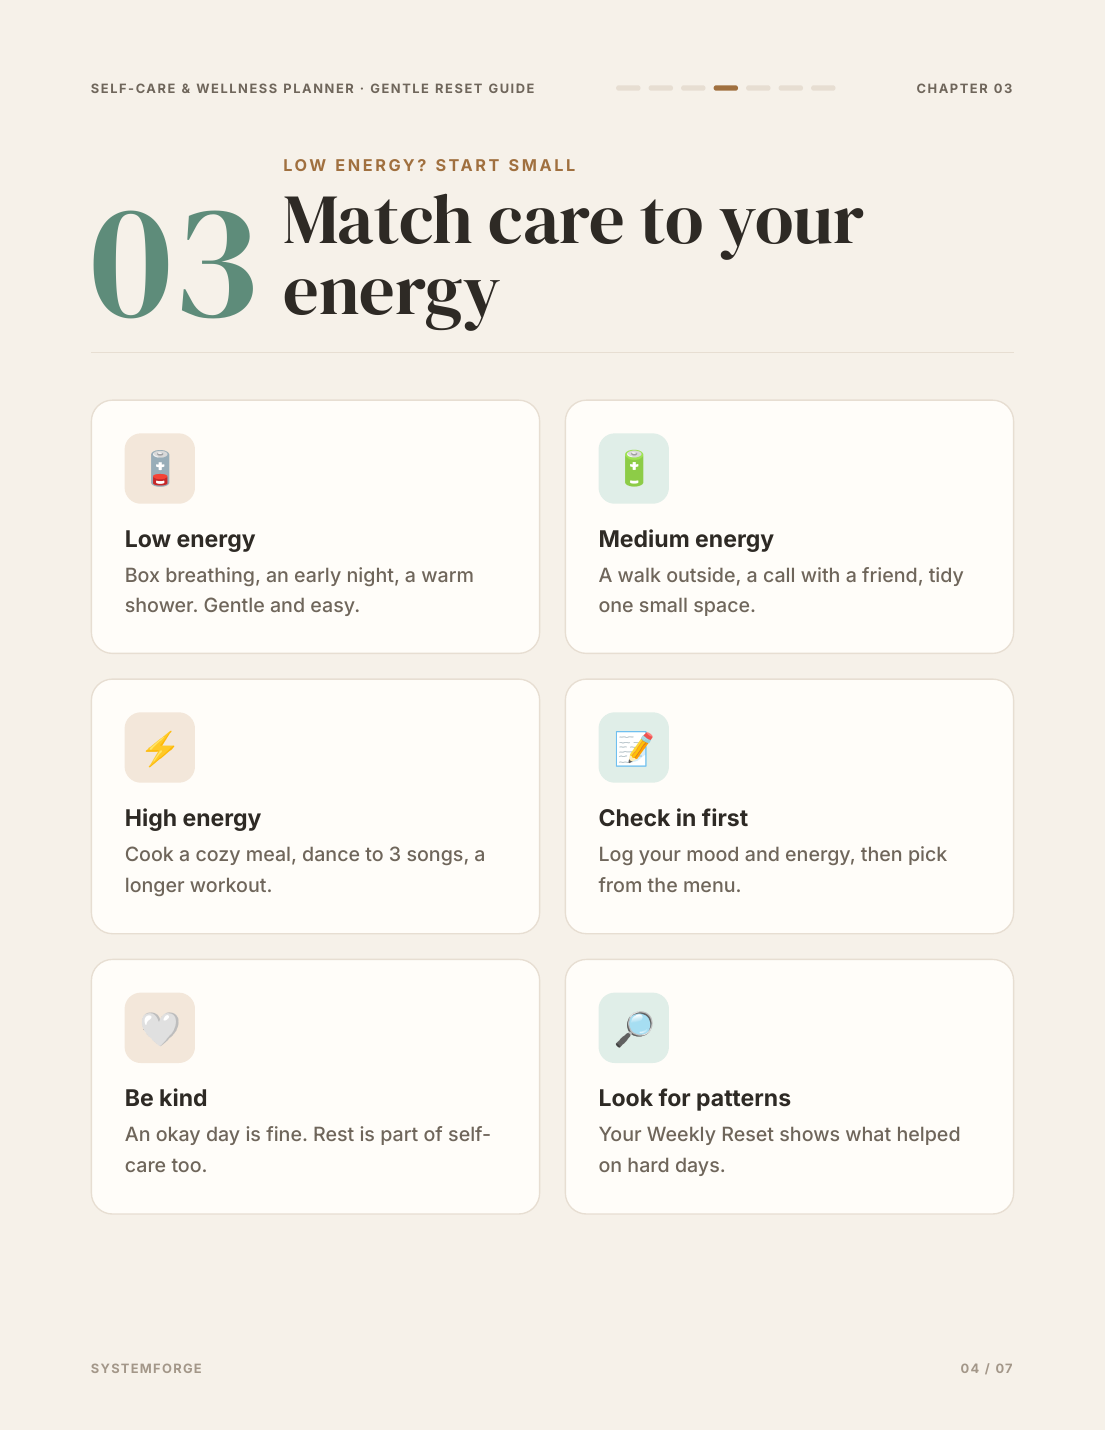 SELF-CARE & WELLNESS PLANNER · GENTLE RESET GUIDE
CHAPTER 03
LOW ENERGY? START SMALL
03
Match care to your
energy
Low energy
Box breathing, an early night, a warm
shower. Gentle and easy.
Medium energy
A walk outside, a call with a friend, tidy
one small space.
High energy
Cook a cozy meal, dance to 3 songs, a
longer workout.
Check in first
Log your mood and energy, then pick
from the menu.
Be kind
An okay day is fine. Rest is part of self-
care too.
Look for patterns
Your Weekly Reset shows what helped
on hard days.
SYSTEMFORGE
04 / 07